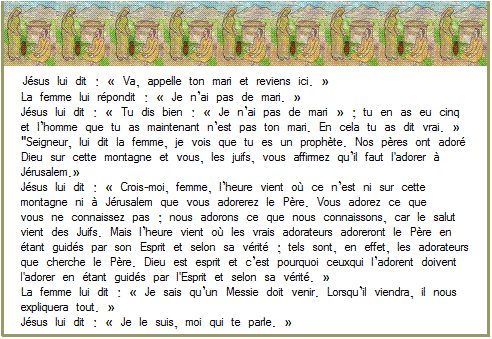 Jésus lui dit : « Va, appelle ton mari et reviens ici. »
La femme lui répondit : « Je n'ai pas de mari. »
Jésus lui dit : « Tu dis bien : « Je n'ai pas de mari » ; tu en as eu cinq
et l'homme que tu as maintenant n'est pas ton mari. En cela tu as dit vrai. »
"Seigneur, lui dit la femme, je vois que tu es un prophète. Nos pères ont adoré
Dieu sur cette montagne et vous, les juifs, vous affirmez qu'il faut l'adorer à
Jérusalem.»
Jésus lui dit : « Crois-moi, femme, l'heure vient où ce n'est ni sur cette
montagne ni à Jérusalem que vous adorerez le Père. Vous adorez ce que
vous ne connaissez pas ; nous adorons ce que nous connaissons, car le salut
vient des Juifs. Mais l'heure vient où les vrais adorateurs adoreront le Père en
étant guidés par son Esprit et selon sa vérité ; tels sont, en effet, les adorateurs
que cherche le Père. Dieu est esprit et c'est pourquoi ceuxqui l'adorent doivent
l'adorer en étant guidés par l'Esprit et selon sa vérité. »
La femme lui dit : « Je sais qu'un Messie doit venir. Lorsqu'il viendra, il nous
expliquera tout. »
Jésus lui dit : « Je le suis, moi qui te parle. »